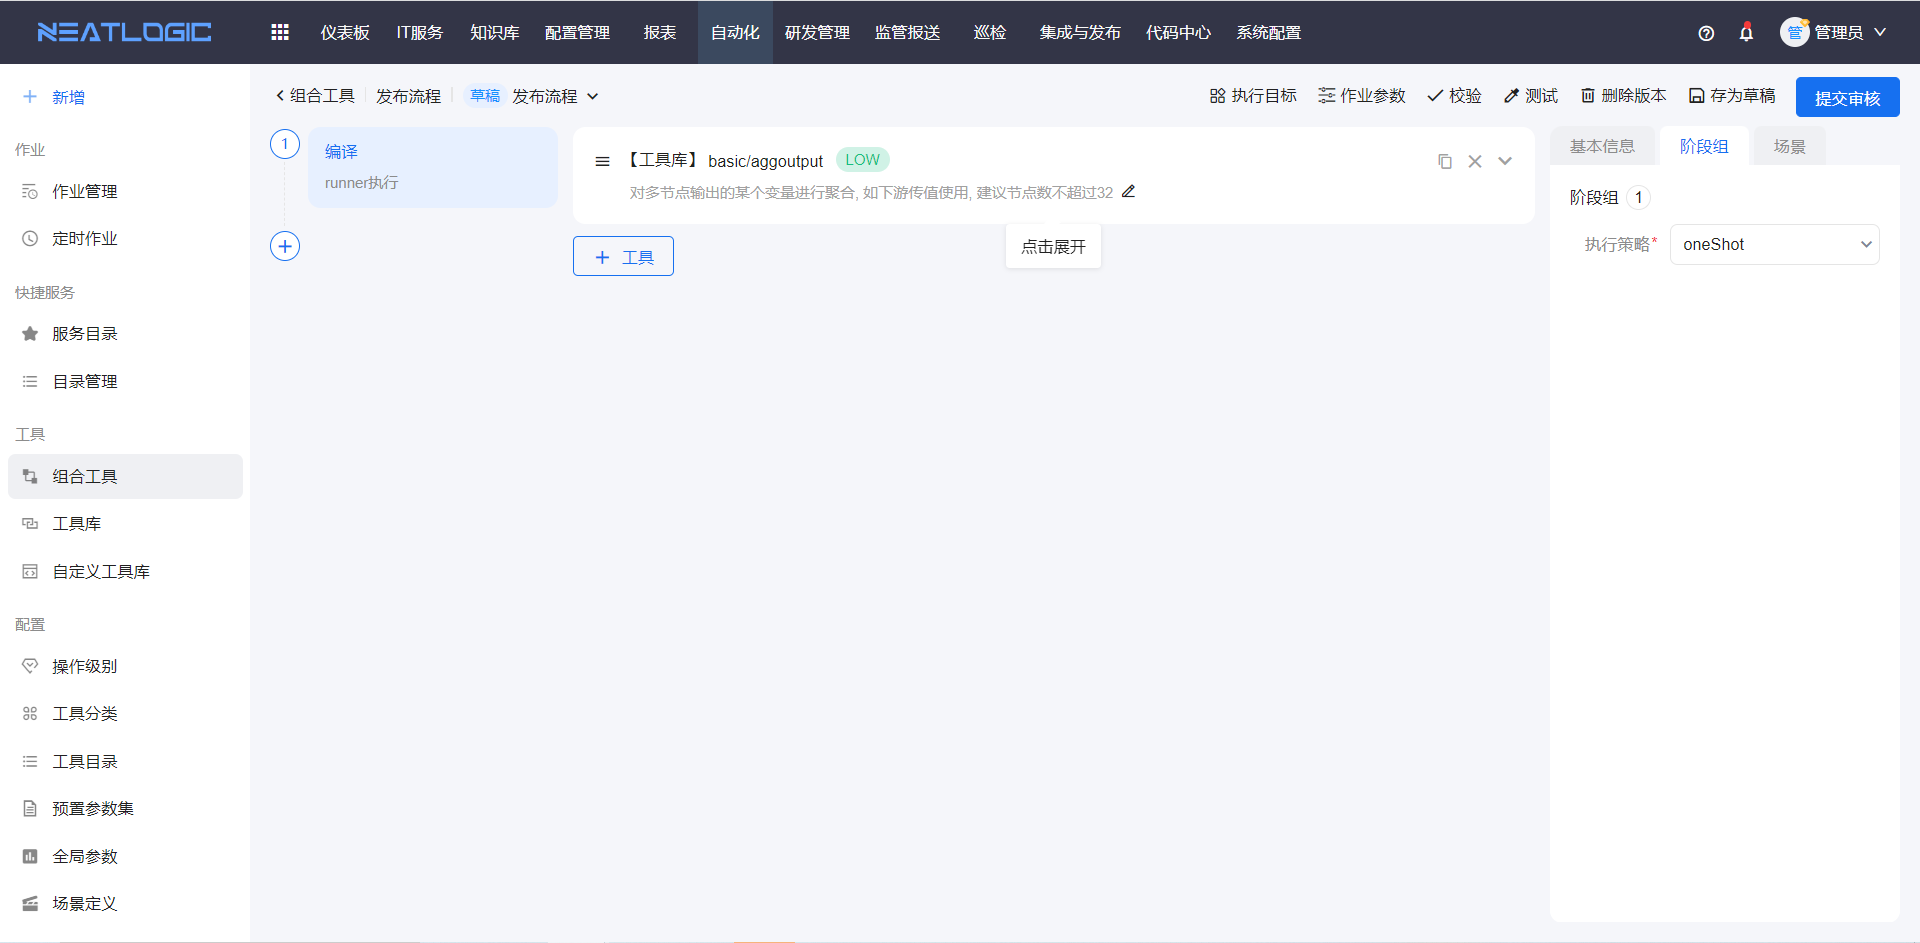 NEATLOGIC
仪表板 IT服务 知识库 配置管理 报表 自动化 研发管理 监管报送 巡检 集成与发布 代码中心 系统配置 管 管理员
新增
作业
作业管理
定时作业
快捷服务
服务目录
目录管理
工具
组合工具
工具库
自定义工具库
配置
操作级别
工具分类
工具目录
预置参数集
全局参数
场景定义
组合工具 发布流程 草稿 发布流程 执行目标 作业参数 校验 测试 删除版本 存为草稿 提交审核
1
编译
runner执行
【工具库】 basic/aggoutput LOW
对多节点输出的某个变量进行聚合, 如下游传值使用, 建议节点数不超过32
工具
点击展开
基本信息 阶段组 场景
阶段组 1
执行策略* oneShot